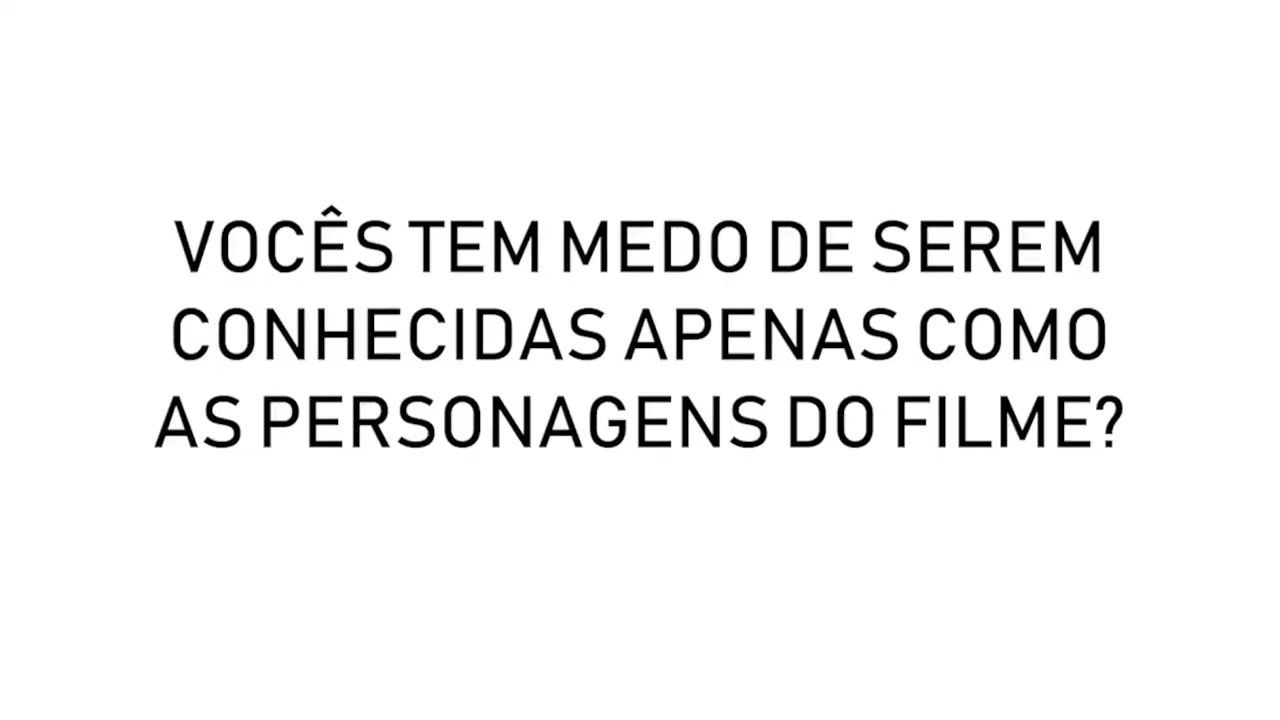 VOCÊS TEM MEDO DE SEREM
CONHECIDAS APENAS COMO
AS PERSONAGENS DO FILME?